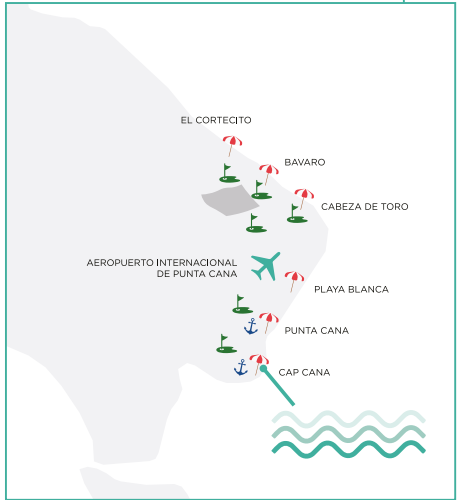 EL CORTECITO
BAVARO
CABEZA DE TORO
AEROPUERTO INTERNACIONAL
DE PUNTA CANA
PLAYA BLANCA
PUNTA CANA
CAP CANA